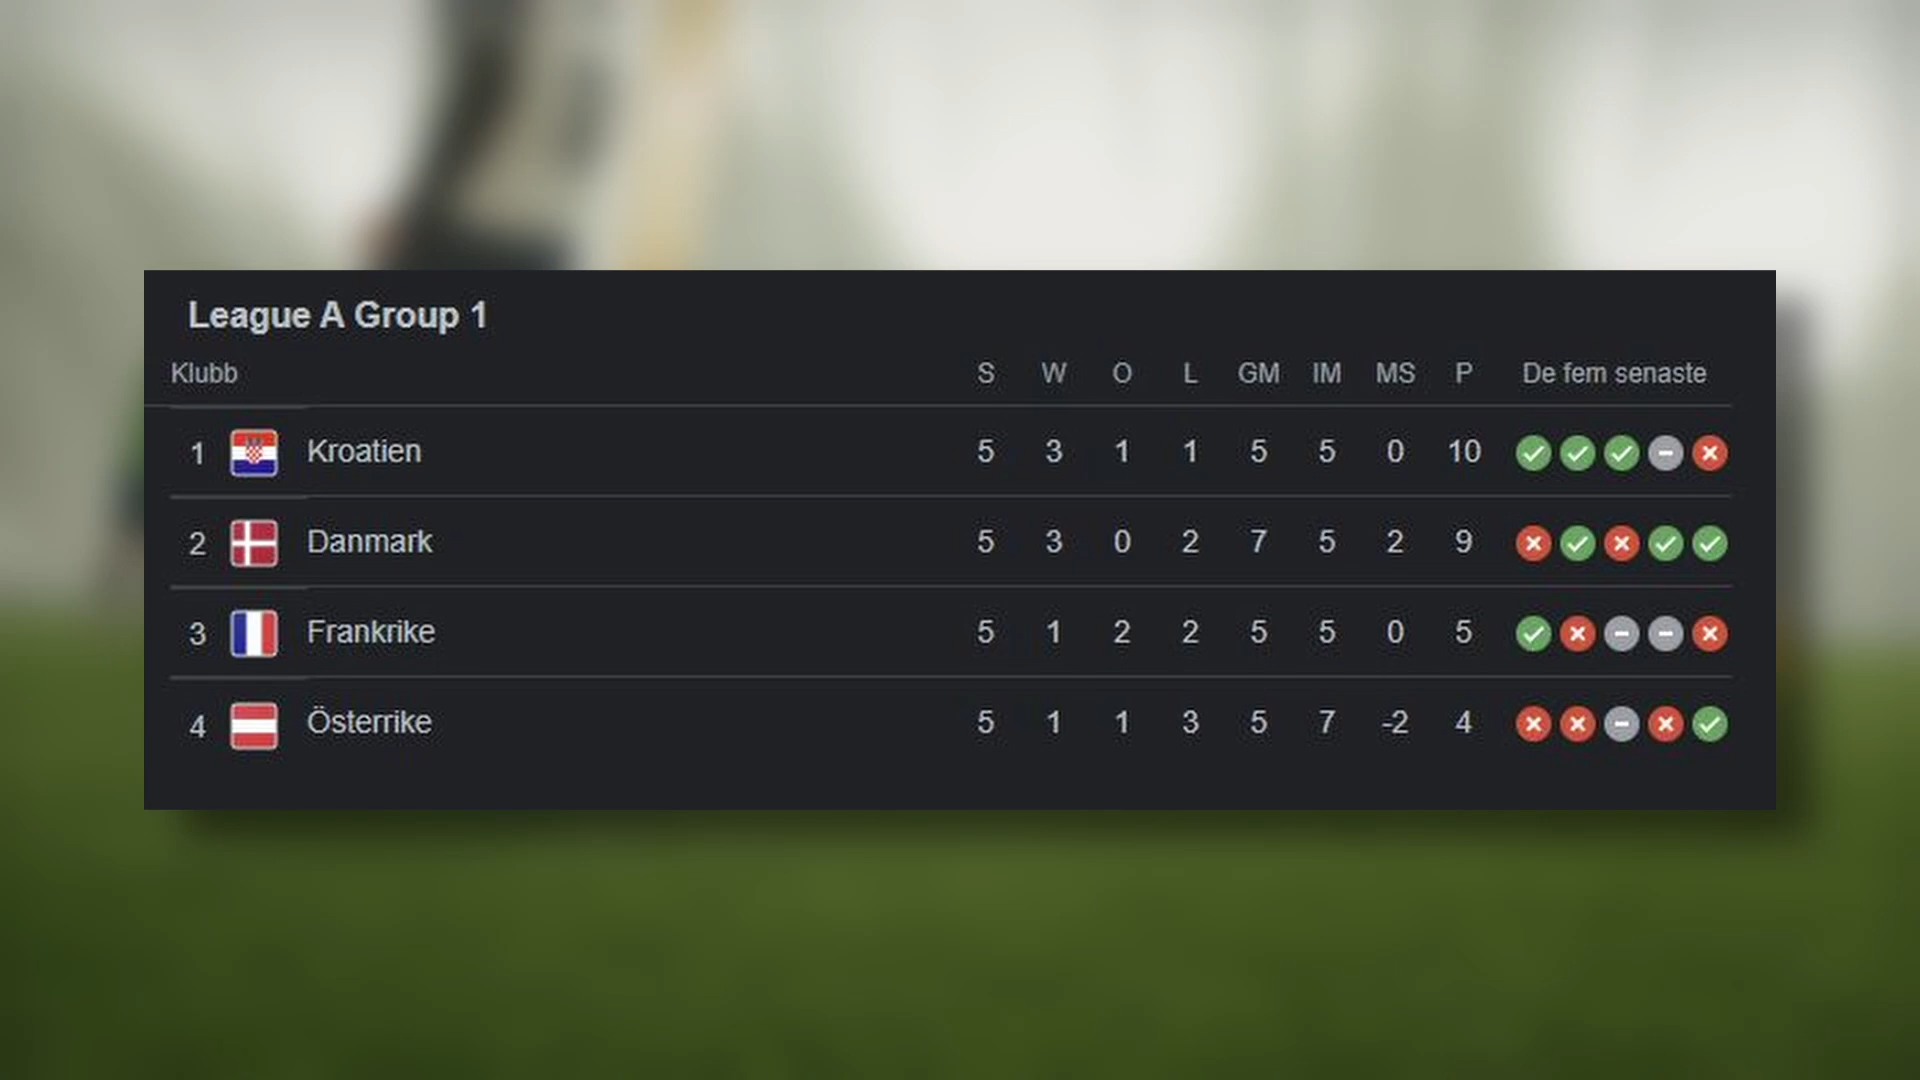 League A Group 1
Klubb S W O L GM IM MS P De fem senaste
1 Kroatien 5 3 1 1 5 5 0 10
2 Danmark 5 3 0 2 7 5 2 9
3 Frankrike 5 1 2 2 5 5 0 5
4 Österrike 5 1 1 3 5 7 -2 4